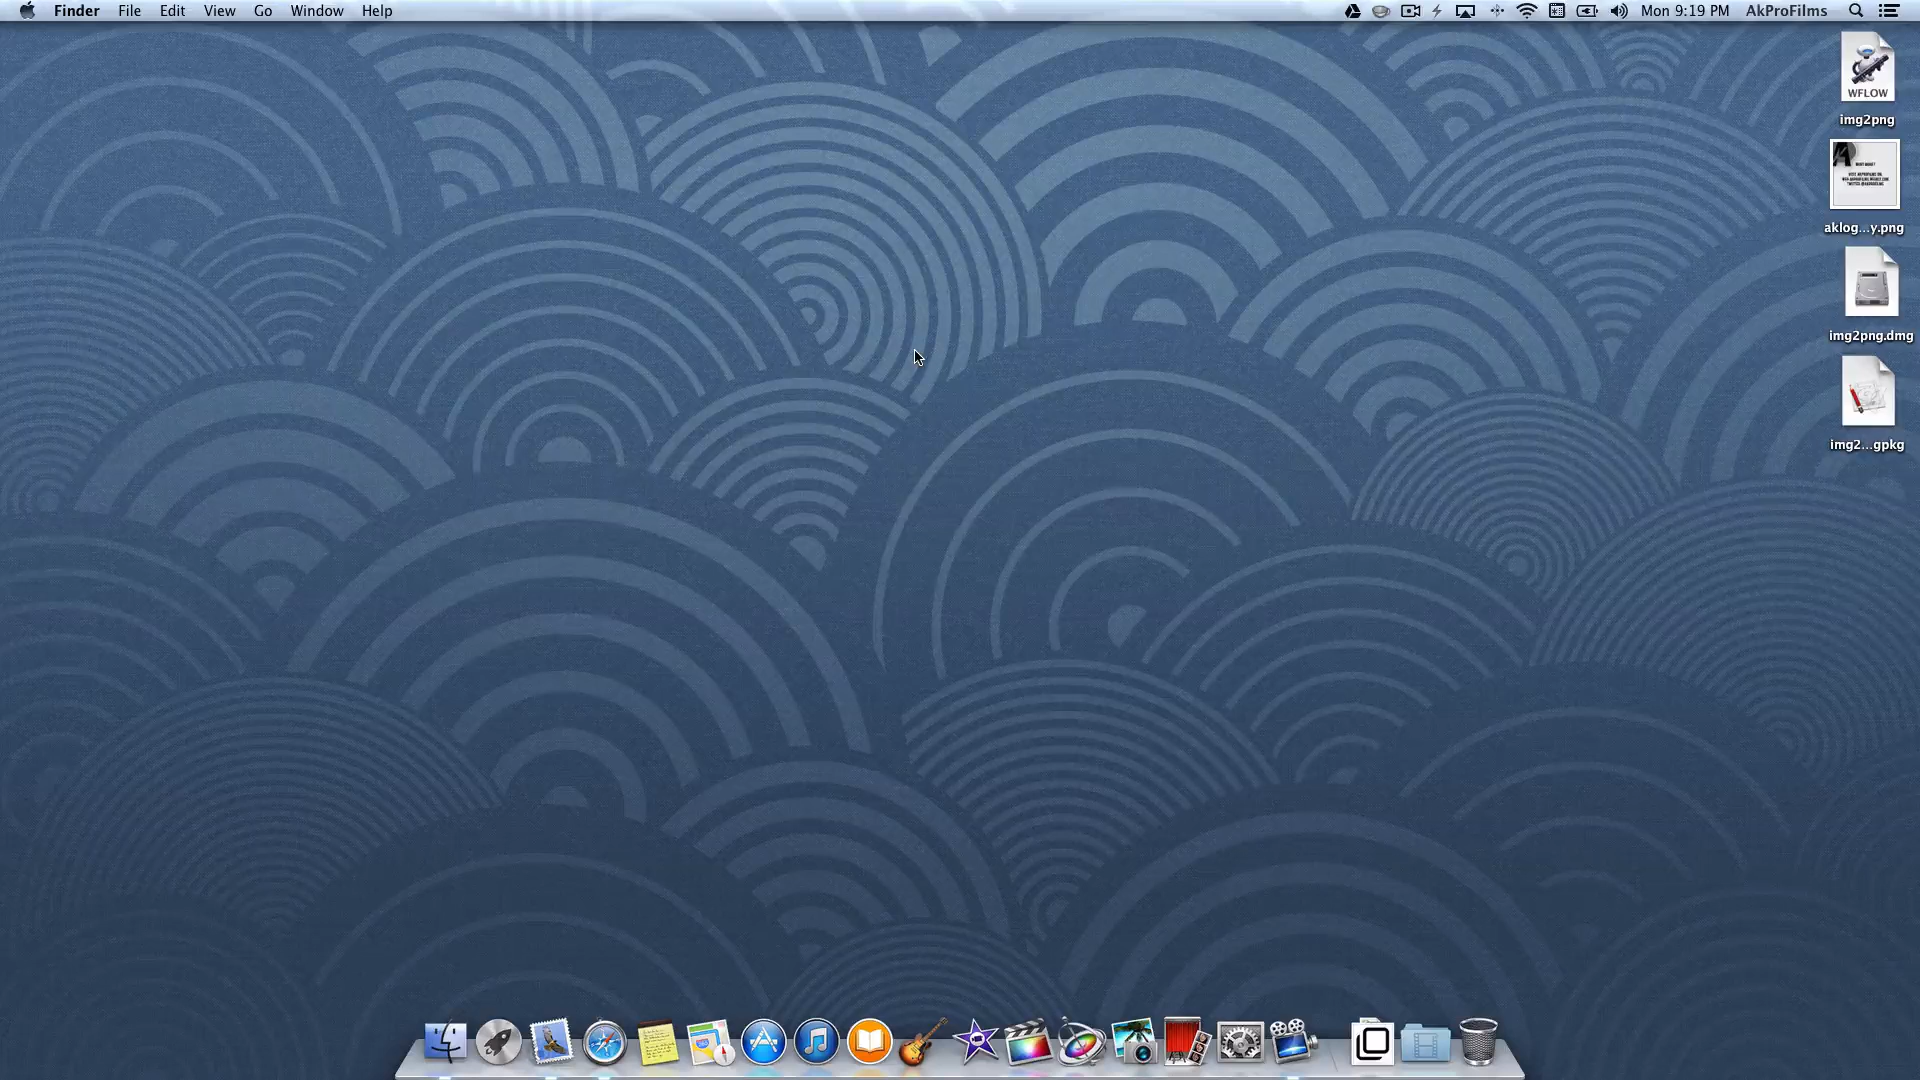 Finder File Edit View Go Window Help Mon 9:19 PM AkProFilms
WFLOW
img2png
aklog...y.png
img2png.dmg
img2...gpkg